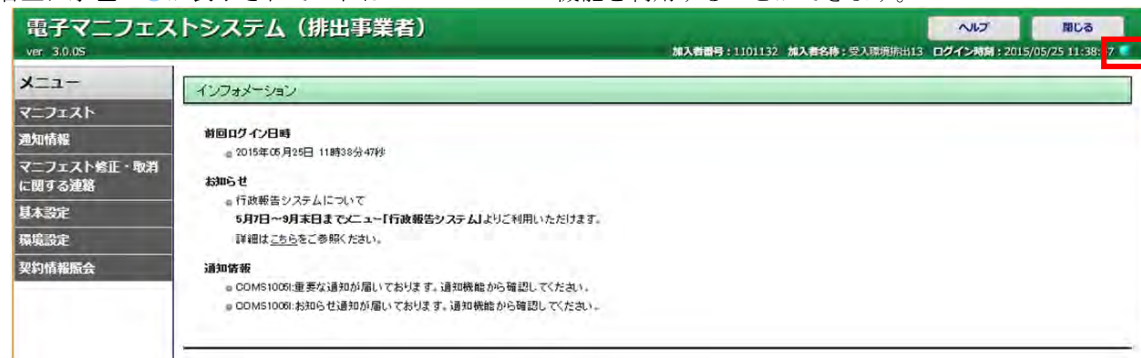 電子マニフェストシステム（排出事業者）
ヘルプ
閉じる
ver. 3.0.0S
加入者番号：1101132 加入者名称：受入環境排出13 ログイン時刻：2015/05/25 11:38:47
メニュー
マニフェスト
通知情報
マニフェスト修正・取消
に関する連絡
基本設定
環境設定
契約情報照会
インフォメーション
前回ログイン日時
2015年05月25日 11時38分47秒
お知らせ
行政報告システムについて
5月7日～9月末日までメニュー「行政報告システム」よりご利用いただけます。
詳細はこちらをご参照ください。
通知情報
COMS1005I:重要な通知が届いております。通知機能から確認してください。
COMS1006I:お知らせ通知が届いております。通知機能から確認してください。